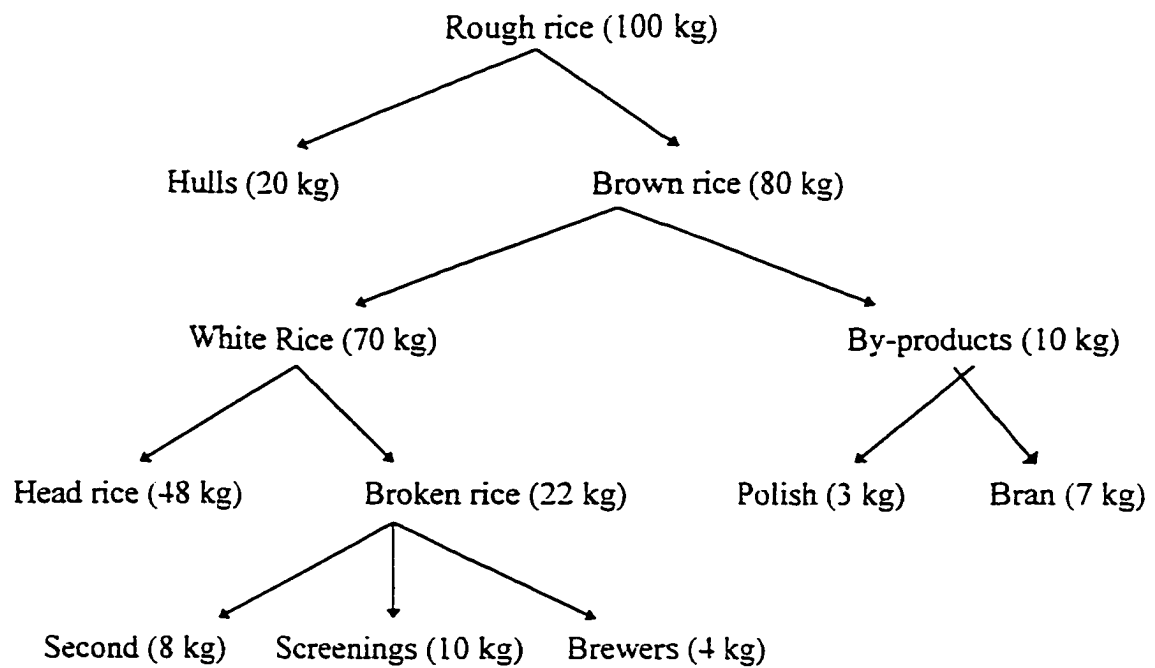 Rough rice (100 kg)
Hulls (20 kg) Brown rice (80 kg)
White Rice (70 kg) By-products (10 kg)
Head rice (48 kg) Broken rice (22 kg) Polish (3 kg) Bran (7 kg)
Second (8 kg) Screenings (10 kg) Brewers (4 kg)